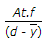 At.f
(d - y̅)